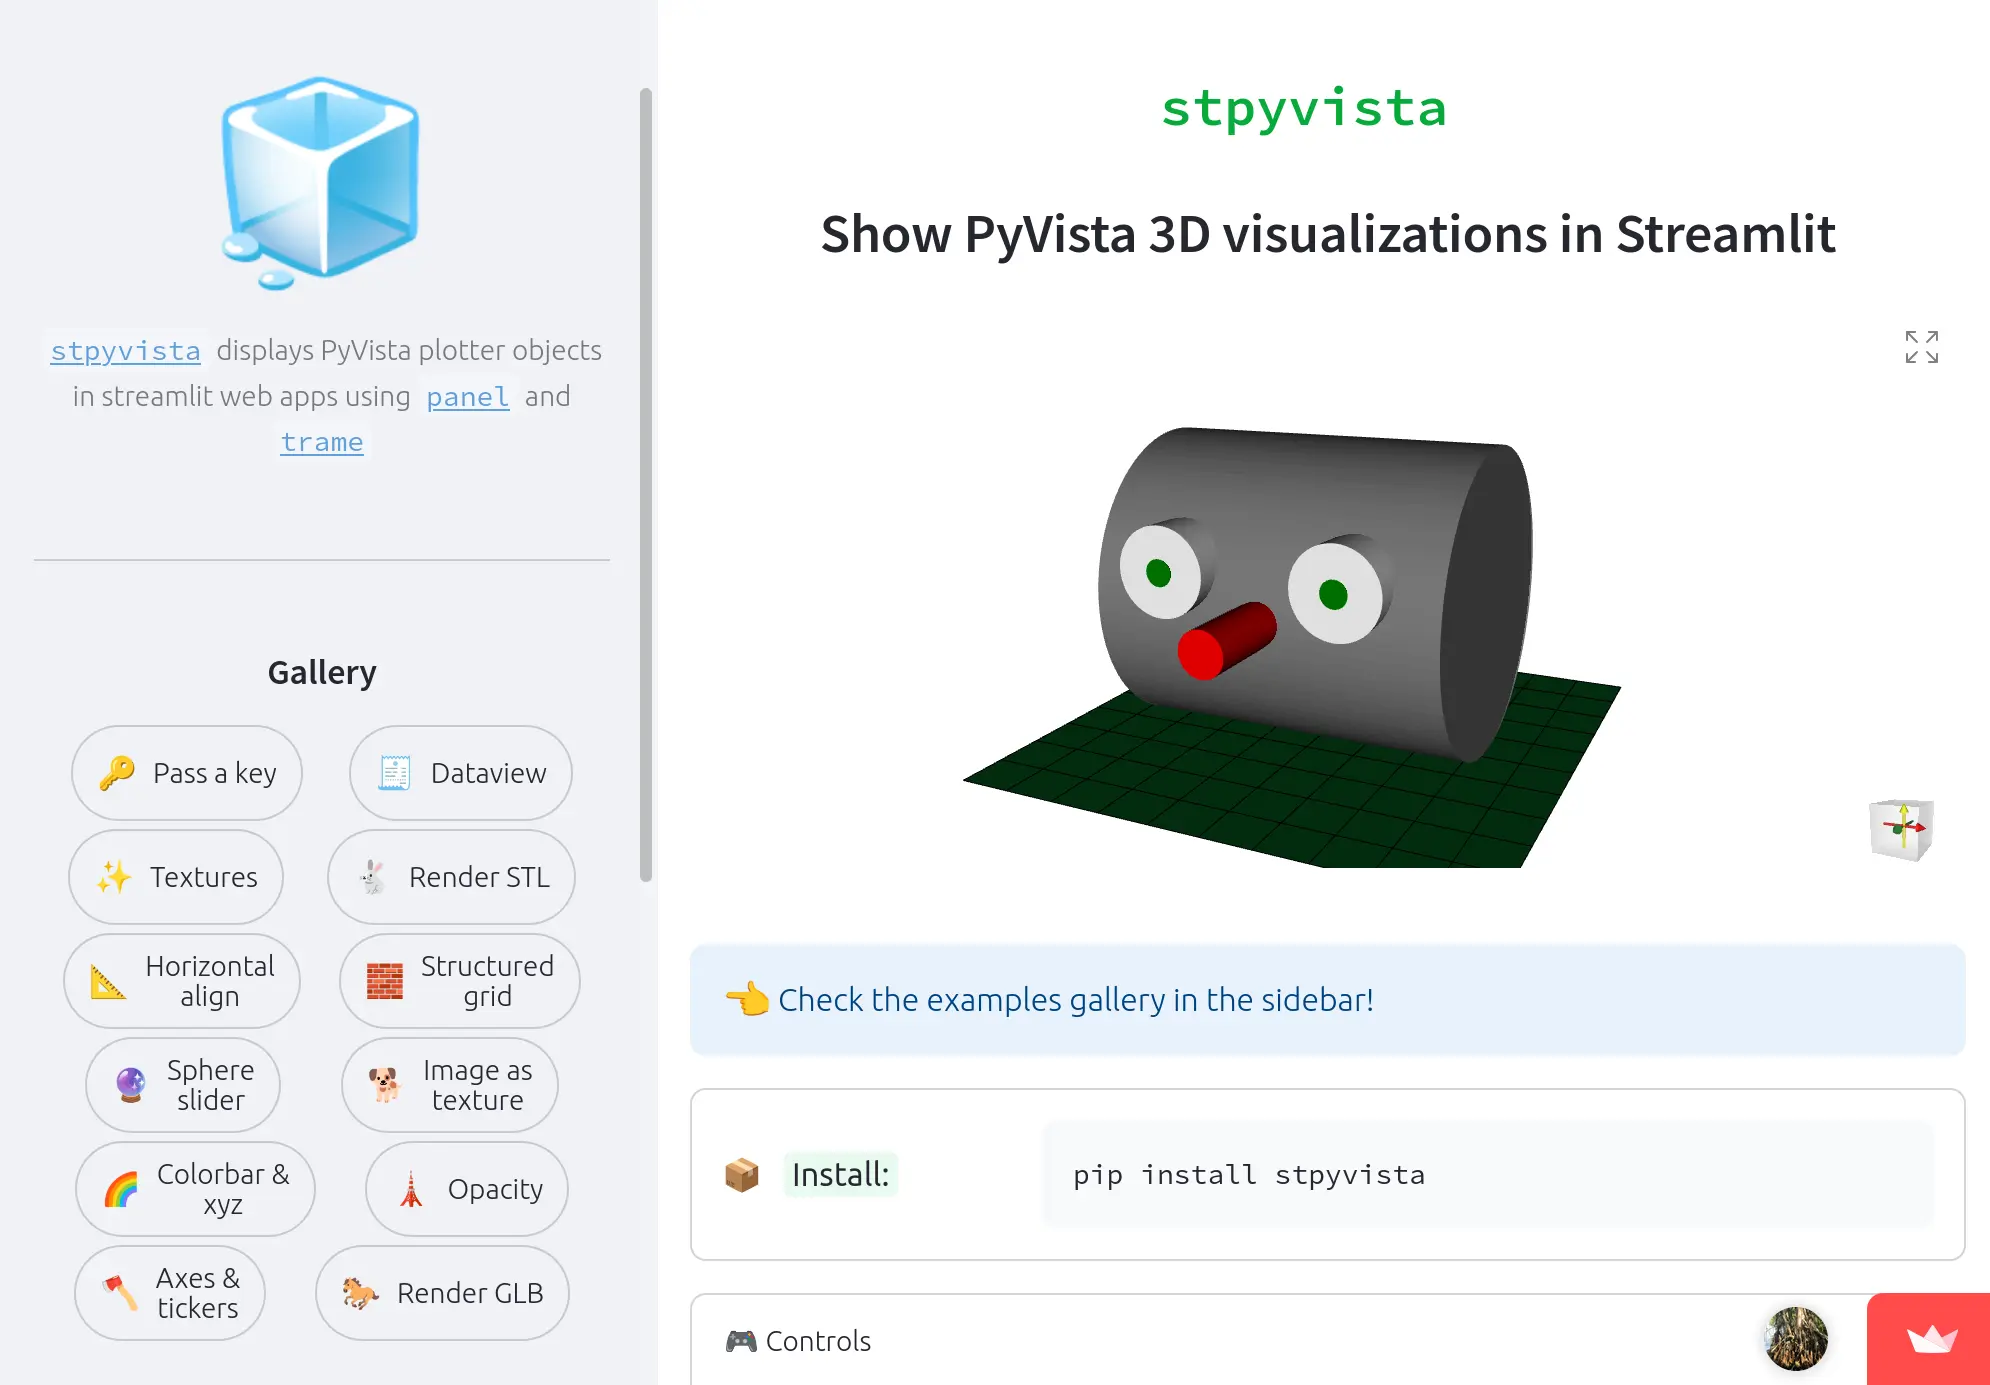 stpyvista displays PyVista plotter objects
in streamlit web apps using panel and
trame
Gallery
Pass a key
Dataview
Textures
Render STL
Horizontal
align
Structured
grid
Sphere
slider
Image as
texture
Colorbar &
xyz
Opacity
Axes &
tickers
Render GLB
stpyvista
Show PyVista 3D visualizations in Streamlit
Check the examples gallery in the sidebar!
Install:
pip install stpyvista
Controls